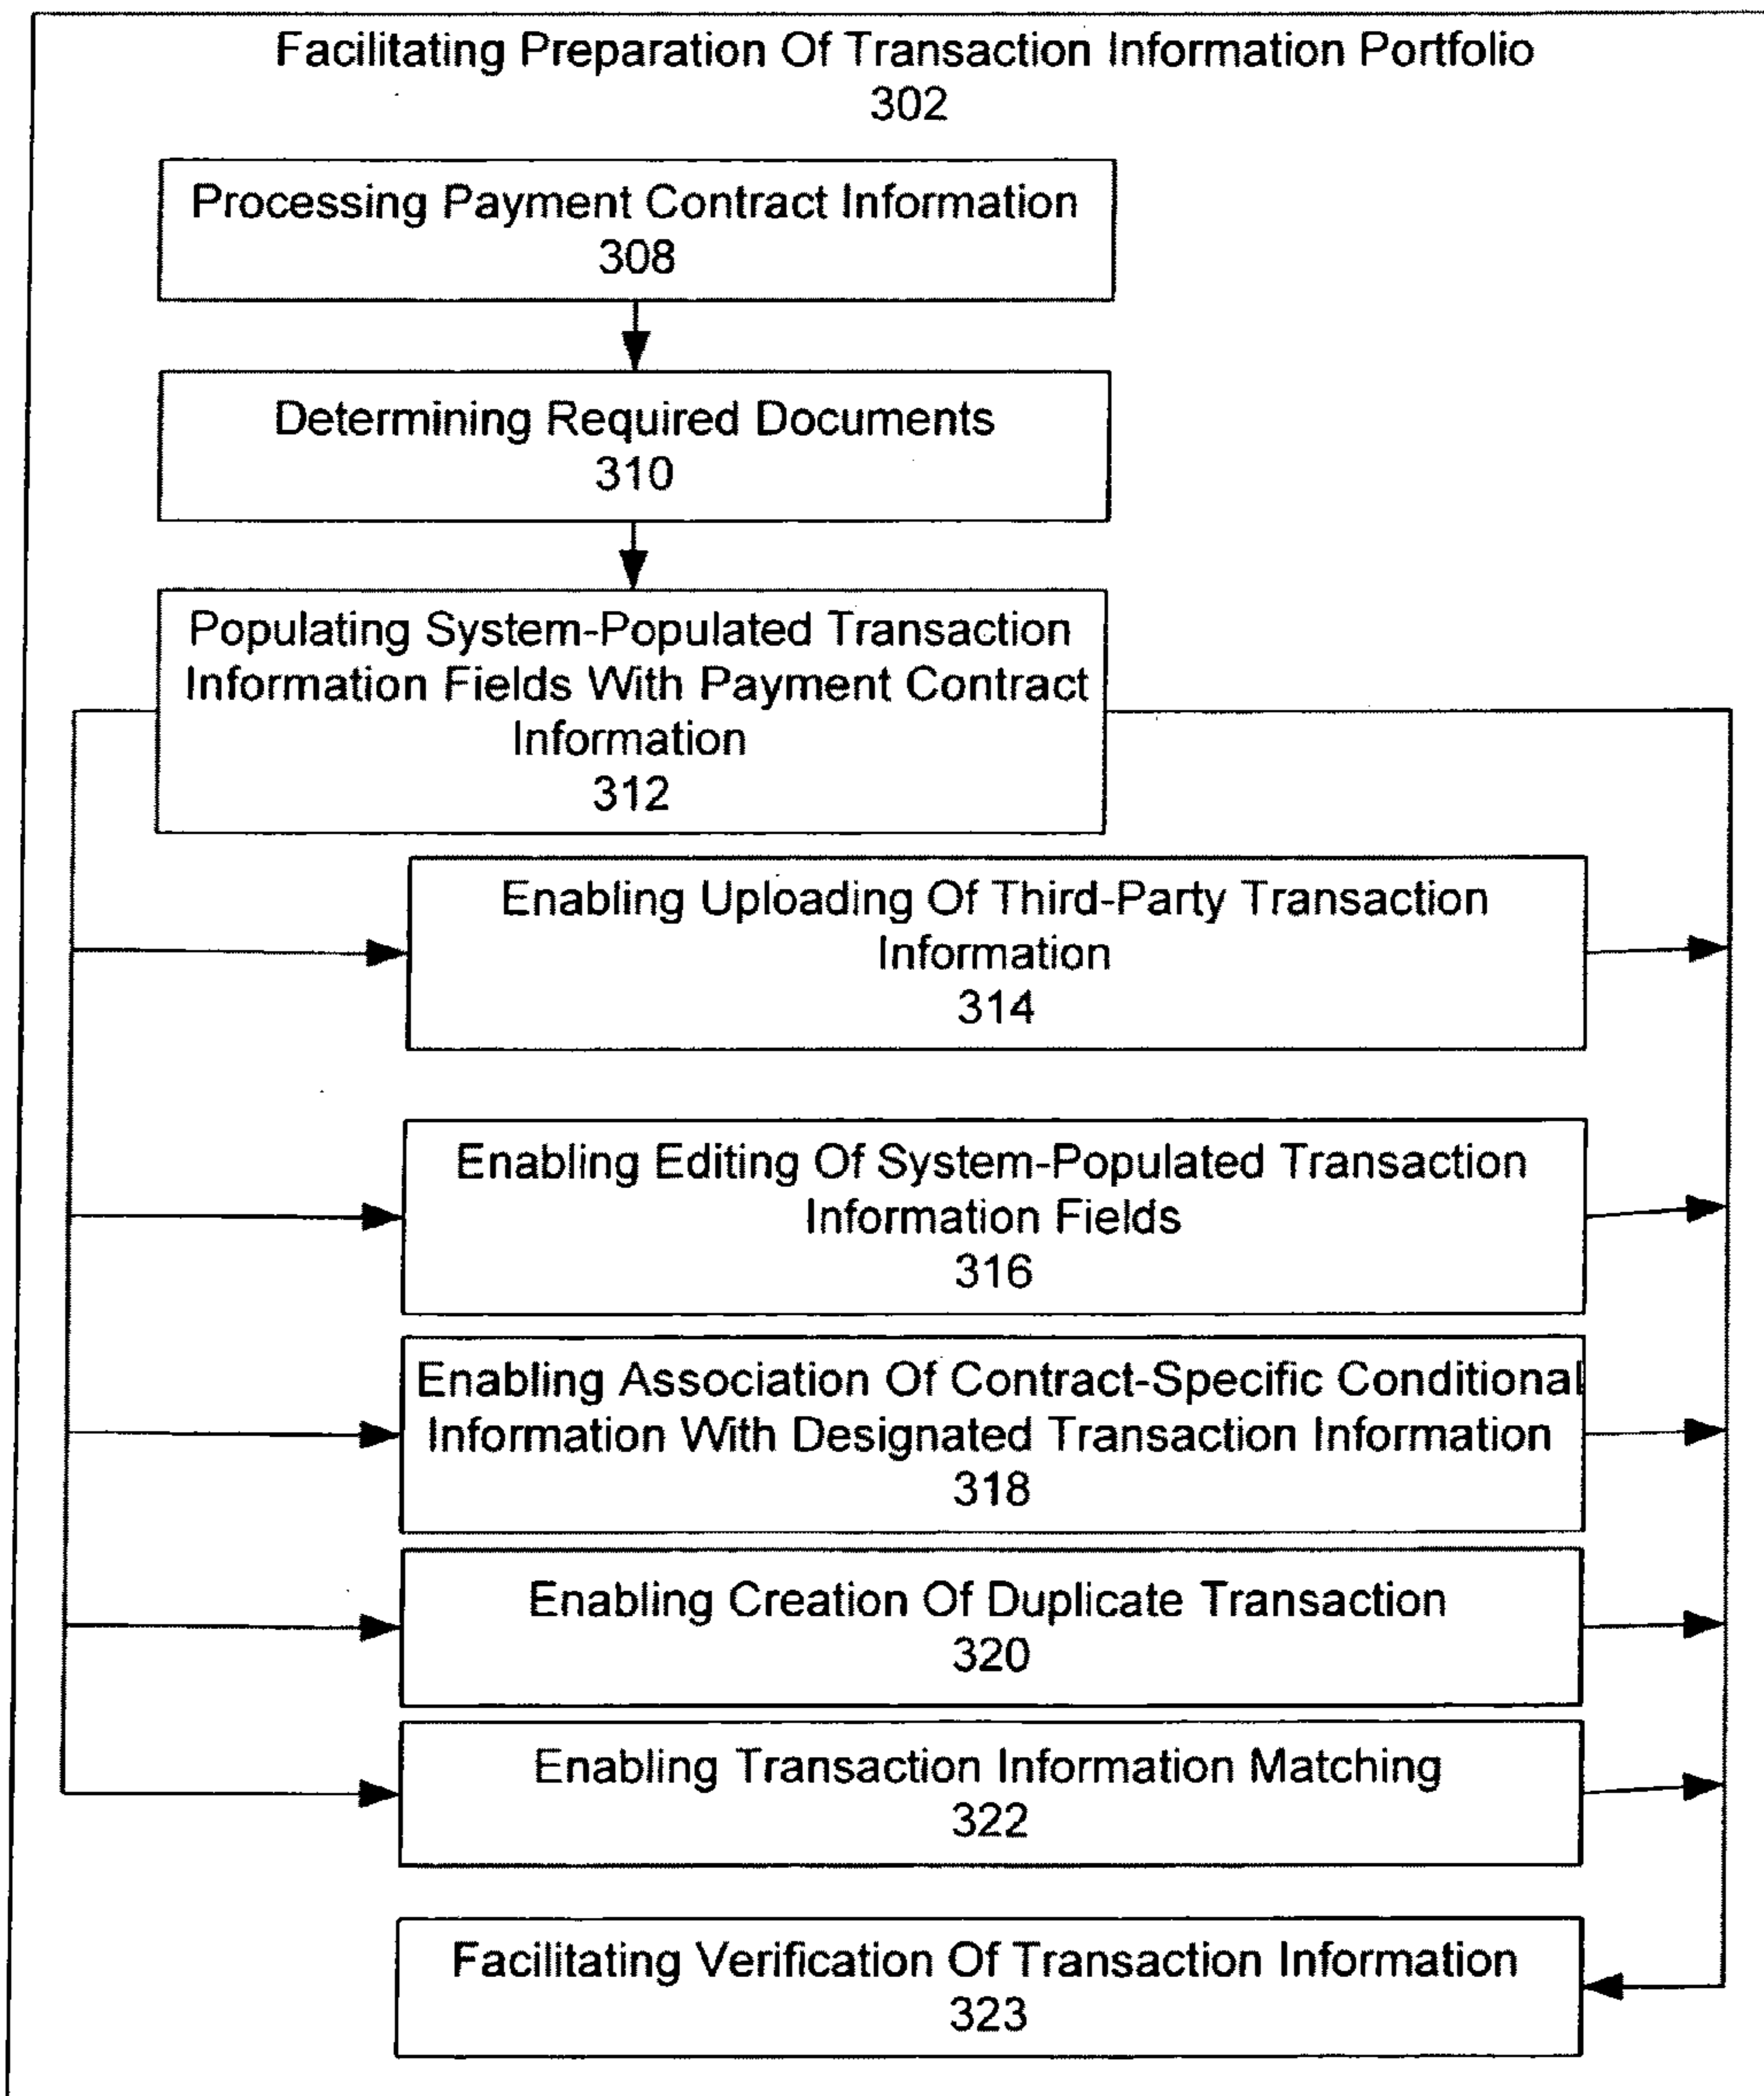 Facilitating Preparation Of Transaction Information Portfolio
302
Processing Payment Contract Information
308
Determining Required Documents
310
Populating System-Populated Transaction
Information Fields With Payment Contract
Information
312
Enabling Uploading Of Third-Party Transaction
Information
314
Enabling Editing Of System-Populated Transaction
Information Fields
316
Enabling Association Of Contract-Specific Conditional
Information With Designated Transaction Information
318
Enabling Creation Of Duplicate Transaction
320
Enabling Transaction Information Matching
322
Facilitating Verification Of Transaction Information
323